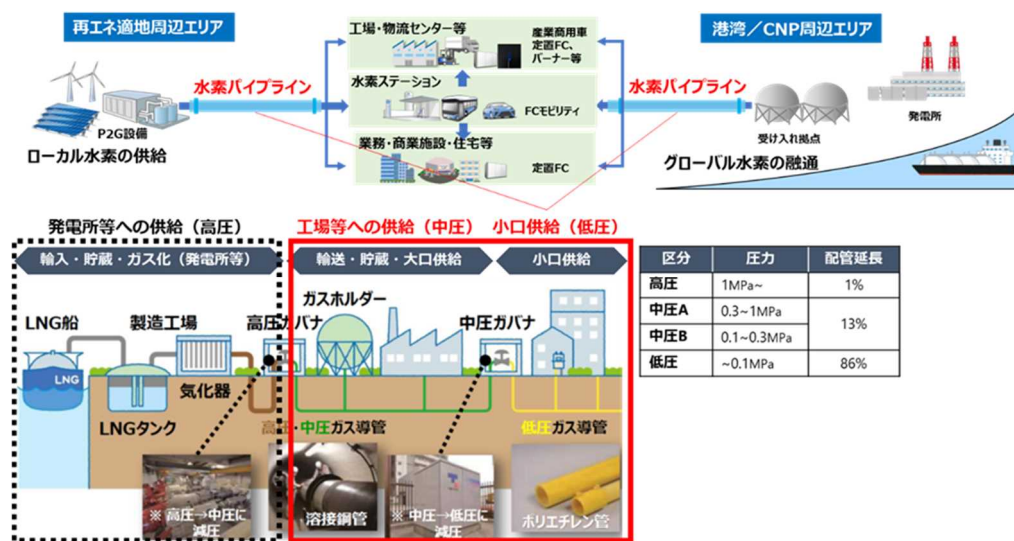 再エネ適地周辺エリア
P2G設備
ローカル水素の供給
水素パイプライン
工場・物流センター等
産業商用車
定置FC、
バーナー等
水素ステーション
FCモビリティ
業務・商業施設・住宅等
定置FC
水素パイプライン
港湾／CNP周辺エリア
受け入れ拠点
発電所
グローバル水素の融通
発電所等への供給（高圧）
輸入・貯蔵・ガス化（発電所等）
LNG船
LNG
製造工場
気化器
LNGタンク
高圧ガバナ
※ 高圧→中圧に
減圧
工場等への供給（中圧）
小口供給（低圧）
輸送・貯蔵・大口供給
小口供給
ガスホルダー
中圧ガバナ
高圧・中圧ガス導管
低圧ガス導管
溶接鋼管
※ 中圧→低圧に
減圧
ポリエチレン管
区分 圧力 配管延長
高圧 1MPa~ 1%
中圧A 0.3~1MPa 13%
中圧B 0.1~0.3MPa
低圧 ~0.1MPa 86%